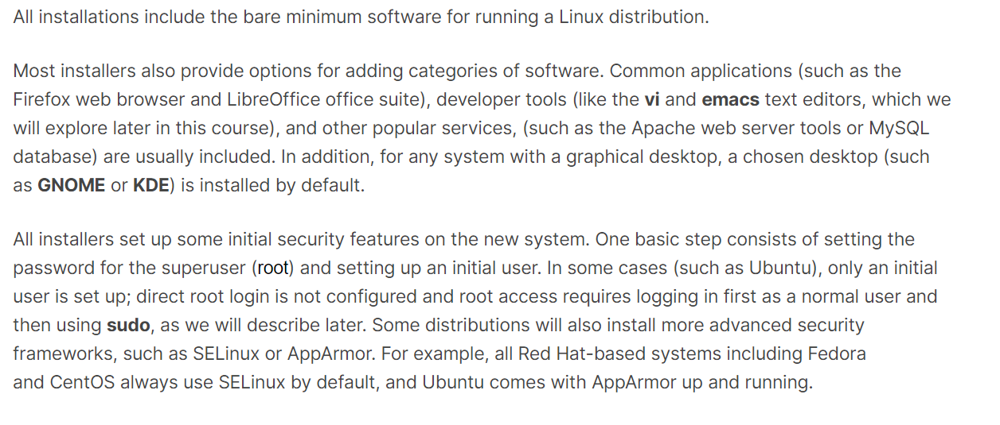 All installations include the bare minimum software for running a Linux distribution.
Most installers also provide options for adding categories of software. Common applications (such as the
Firefox web browser and LibreOffice office suite), developer tools (like the vi and emacs text editors, which we
will explore later in this course), and other popular services, (such as the Apache web server tools or MySQL
database) are usually included. In addition, for any system with a graphical desktop, a chosen desktop (such
as GNOME or KDE) is installed by default.
All installers set up some initial security features on the new system. One basic step consists of setting the
password for the superuser (root) and setting up an initial user. In some cases (such as Ubuntu), only an initial
user is set up; direct root login is not configured and root access requires logging in first as a normal user and
then using sudo, as we will describe later. Some distributions will also install more advanced security
frameworks, such as SELinux or AppArmor. For example, all Red Hat-based systems including Fedora
and CentOS always use SELinux by default, and Ubuntu comes with AppArmor up and running.